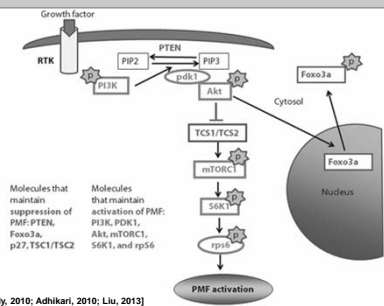 Growth factor
PTEN
RTK
PIP2
PIP3
p
Foxo3a
p
PI3K
pdk1
p
Akt
Cytosol
TCS1/TCS2
Foxo3a
p
mTORC1
Nucleus
p
S6K1
p
rps6
Molecules that
maintain
suppression of
PMF: PTEN,
Foxo3a,
p27, TSC1/TSC2
Molecules
that maintain
activation of PMF:
PI3K, PDK1,
Akt, mTORC1,
S6K1, and rpS6
PMF activation
2010; Adhikari, 2010; Liu, 2013]